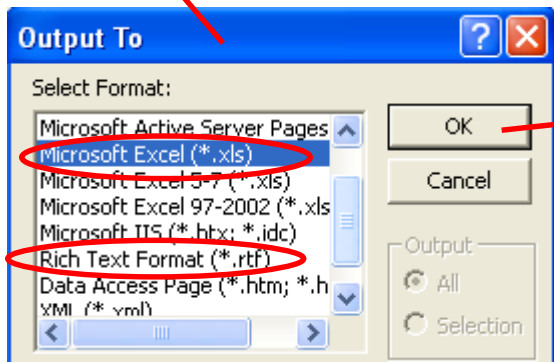 Output To
Select Format:
Microsoft Active Server Pages
Microsoft Excel (*.xls)
Microsoft Excel 5-7 (*.xls)
Microsoft Excel 97-2002 (*.xls
Microsoft IIS (*.htx; *.idc)
Rich Text Format (*.rtf)
Data Access Page (*.htm; *.h
XML (*.xml)
OK
Cancel
Output
All
Selection